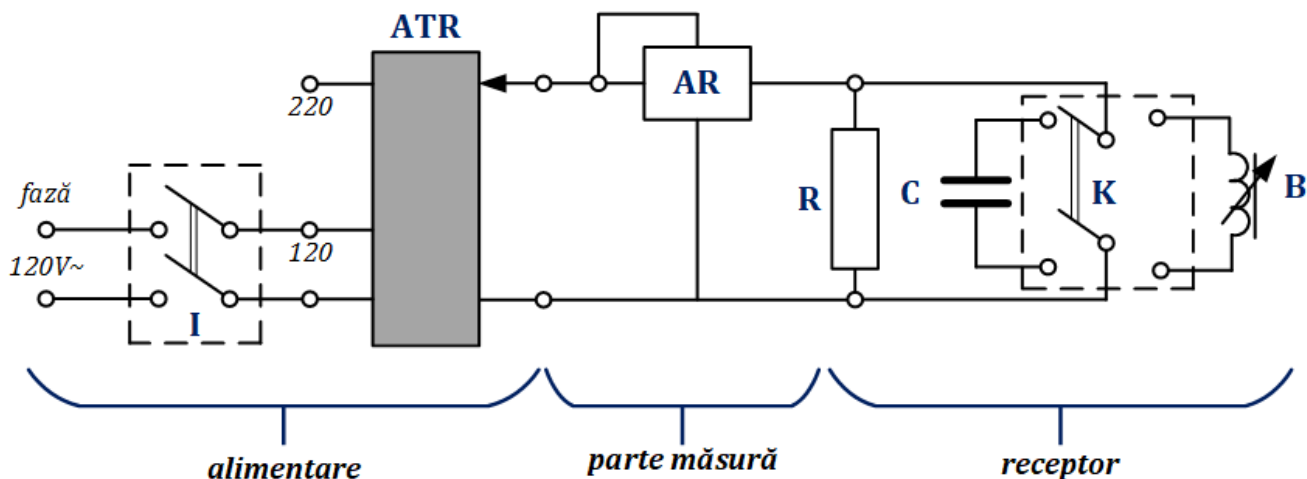 ATR
220
AR
fază
120V~
120
I
R
C
K
B
alimentare
parte măsură
receptor